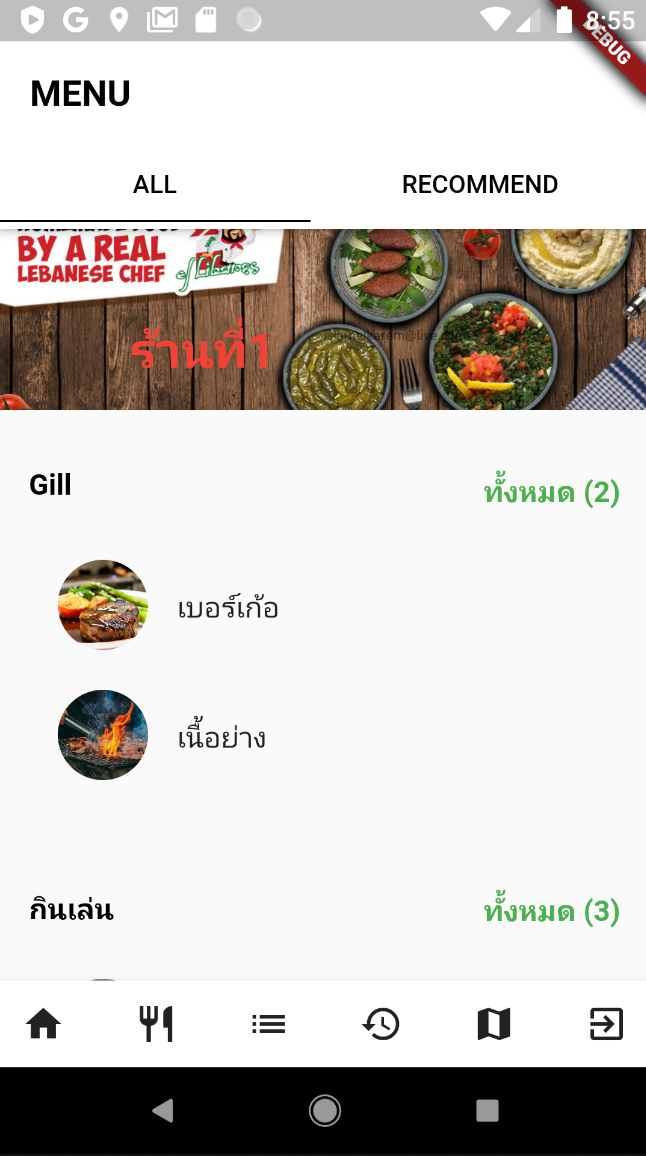 8:55
DEBUG
MENU
ALL
RECOMMEND
BY A REAL
LEBANESE CHEF
ร้านที่1
Gill
ทั้งหมด (2)
เบอร์เก้อ
เนื้อย่าง
กินเล่น
ทั้งหมด (3)